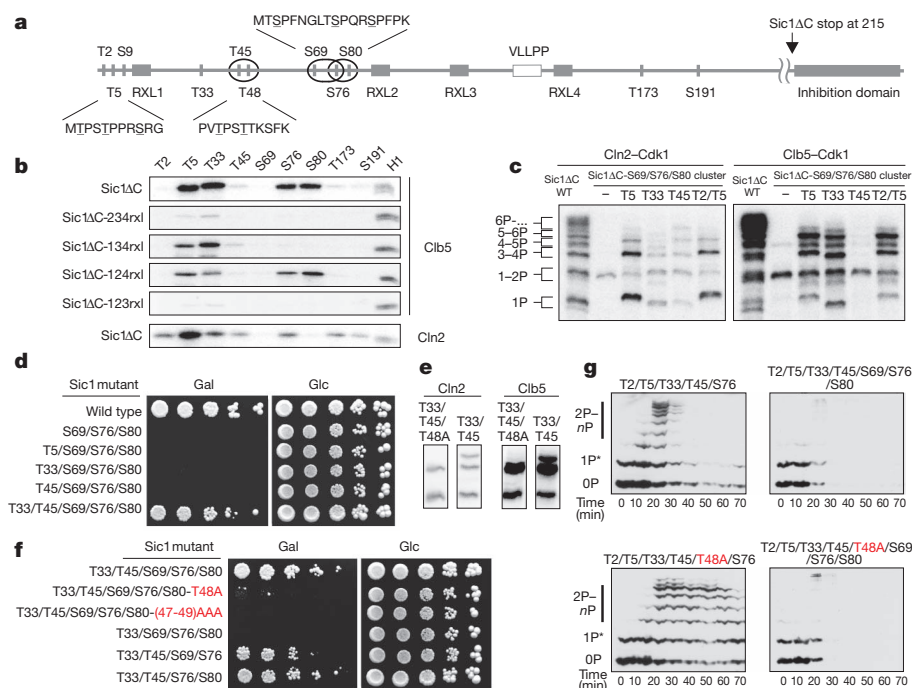 a
MTSPFNGLTSPQRSPFPK
Sic1ΔC stop at 215
T2 S9 T45 S69 S80 VLLPP
T5 RXL1 T33 T48 S76 RXL2 RXL3 RXL4 T173 S191 Inhibition domain
MTPSTPPRSRG PVTPSTTKSFK
b
T2 T5 T33 T45 S69 S76 S80 T173 S191 H1
Sic1ΔC
Sic1ΔC-234rxl
Sic1ΔC-134rxl
Sic1ΔC-124rxl
Sic1ΔC-123rxl
Clb5
Sic1ΔC
Cln2
c
Cln2–Cdk1 Clb5–Cdk1
Sic1ΔC WT Sic1ΔC-S69/S76/S80 cluster Sic1ΔC WT Sic1ΔC-S69/S76/S80 cluster
– T5 T33 T45 T2/T5 – T5 T33 T45 T2/T5
6P-...
5–6P
4–5P
3–4P
1–2P
1P
d
Sic1 mutant Gal Glc
Wild type
S69/S76/S80
T5/S69/S76/S80
T33/S69/S76/S80
T45/S69/S76/S80
T33/T45/S69/S76/S80
e
Cln2 Clb5
T33/T45/T48A T33/T45 T33/T45/T48A T33/T45
f
Sic1 mutant Gal Glc
T33/T45/S69/S76/S80
T33/T45/S69/S76/S80-T48A
T33/T45/S69/S76/S80-(47–49)AAA
T33/S69/S76/S80
T33/T45/S69/S76
T33/T45/S76/S80
g
T2/T5/T33/T45/S76
T2/T5/T33/T45/S69/S76
/S80
2P–
nP
1P*
0P
Time (min) 0 10 20 30 40 50 60 70
0 10 20 30 40 50 60 70
T2/T5/T33/T45/T48A/S76
T2/T5/T33/T45/T48A/S69
/S76/S80
2P–
nP
1P*
0P
Time (min) 0 10 20 30 40 50 60 70
0 10 20 30 40 50 60 70